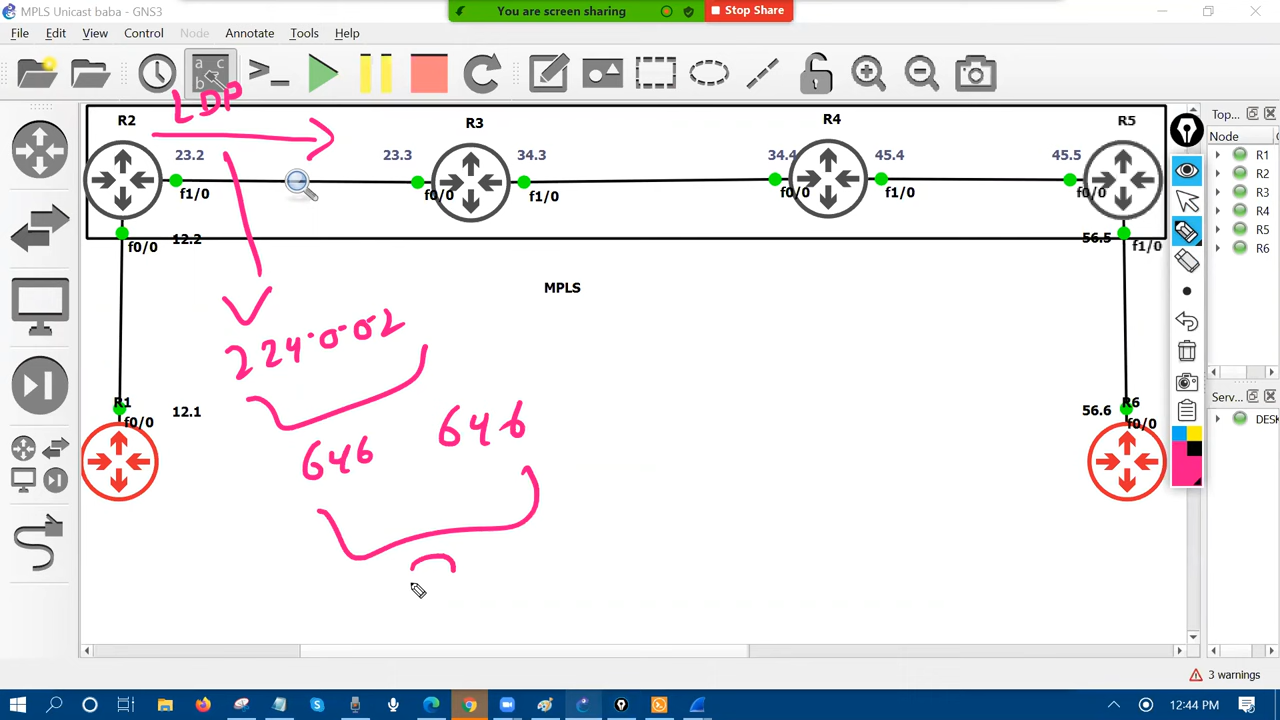 MPLS Unicast baba - GNS3
You are screen sharing
Stop Share
File Edit View Control Node Annotate Tools Help
LDP
R2
R3
R4
R5
23.2
23.3
34.3
34.4
45.4
45.5
f1/0
f0/0
f1/0
f0/0
f1/0
f0/0
f0/0
12.2
56.5
f1/0
MPLS
224.0.0.2
646
646
R1
f0/0
12.1
R6
f0/0
56.6
Top...
Node
R1
R2
R3
R4
R5
R6
Serv...
DESK
3 warnings
12:44 PM